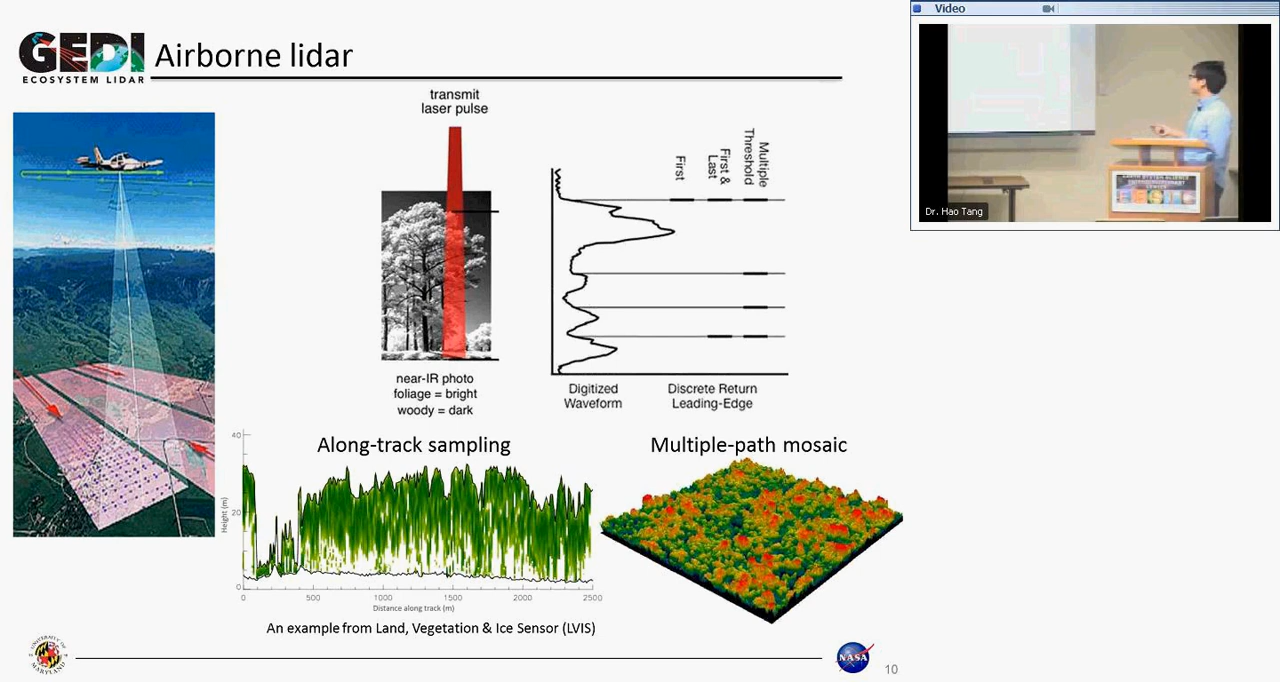 GEDI
ECOSYSTEM LIDAR
Airborne lidar
transmit
laser pulse
near-IR photo
foliage = bright
woody = dark
First
First &
Last
Multiple
Threshold
Digitized
Waveform
Discrete Return
Leading-Edge
Along-track sampling
Multiple-path mosaic
40
20
0
Height (m)
0
500
1000
1500
2000
2500
Distance along track (m)
An example from Land, Vegetation & Ice Sensor (LVIS)
UNIVERSITY OF
MARYLAND
NASA
10
Video
Dr. Hao Tang